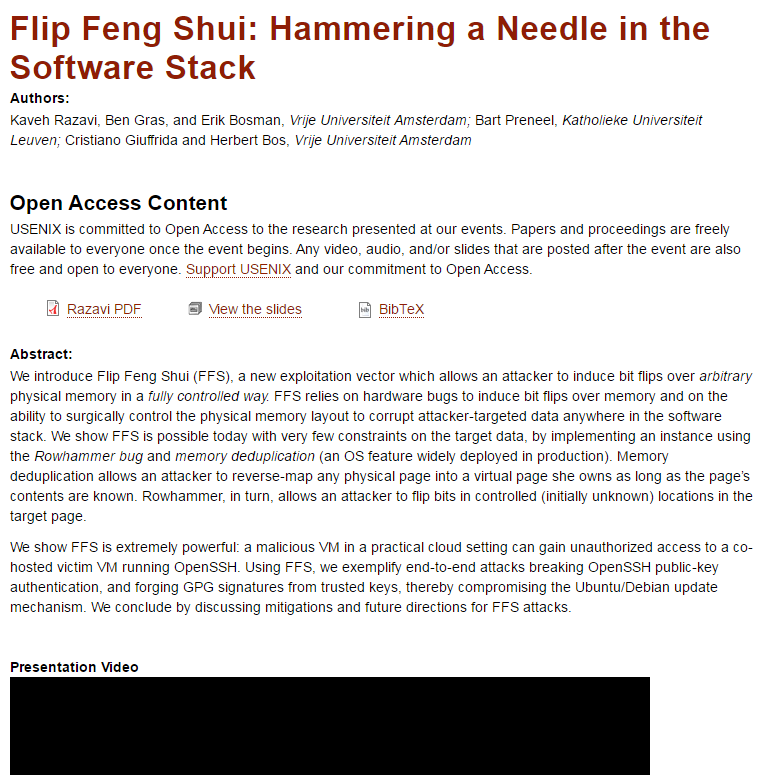 Flip Feng Shui: Hammering a Needle in the
Software Stack
Authors:
Kaveh Razavi, Ben Gras, and Erik Bosman, Vrije Universiteit Amsterdam; Bart Preneel, Katholieke Universiteit
Leuven; Cristiano Giuffrida and Herbert Bos, Vrije Universiteit Amsterdam
Open Access Content
USENIX is committed to Open Access to the research presented at our events. Papers and proceedings are freely
available to everyone once the event begins. Any video, audio, and/or slides that are posted after the event are also
free and open to everyone. Support USENIX and our commitment to Open Access.
Razavi PDF View the slides BibTeX
Abstract:
We introduce Flip Feng Shui (FFS), a new exploitation vector which allows an attacker to induce bit flips over arbitrary
physical memory in a fully controlled way. FFS relies on hardware bugs to induce bit flips over memory and on the
ability to surgically control the physical memory layout to corrupt attacker-targeted data anywhere in the software
stack. We show FFS is possible today with very few constraints on the target data, by implementing an instance using
the Rowhammer bug and memory deduplication (an OS feature widely deployed in production). Memory
deduplication allows an attacker to reverse-map any physical page into a virtual page she owns as long as the page’s
contents are known. Rowhammer, in turn, allows an attacker to flip bits in controlled (initially unknown) locations in the
target page.
We show FFS is extremely powerful: a malicious VM in a practical cloud setting can gain unauthorized access to a co-
hosted victim VM running OpenSSH. Using FFS, we exemplify end-to-end attacks breaking OpenSSH public-key
authentication, and forging GPG signatures from trusted keys, thereby compromising the Ubuntu/Debian update
mechanism. We conclude by discussing mitigations and future directions for FFS attacks.
Presentation Video